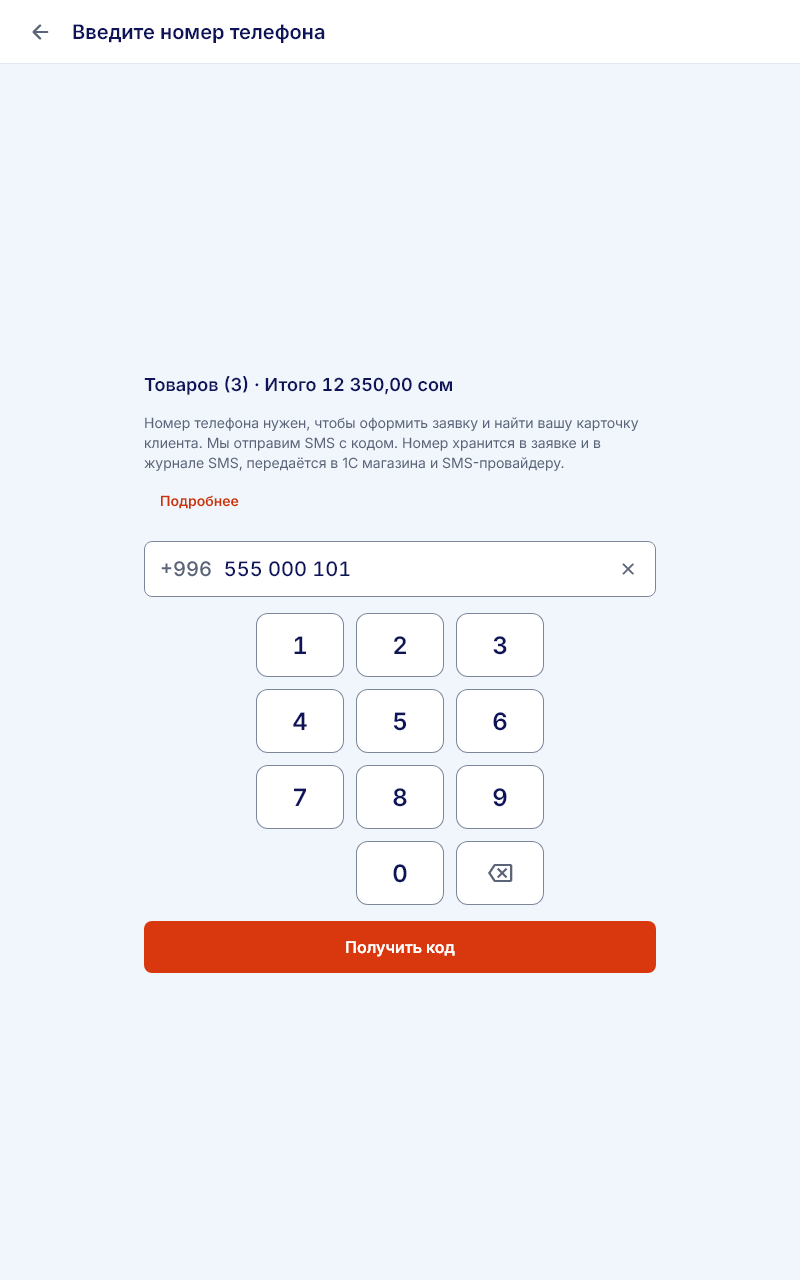 Введите номер телефона
Товаров (3) · Итого 12 350,00 сом
Номер телефона нужен, чтобы оформить заявку и найти вашу карточку
клиента. Мы отправим SMS с кодом. Номер хранится в заявке и в
журнале SMS, передаётся в 1С магазина и SMS-провайдеру.
Подробнее
+996 555 000 101
1 2 3
4 5 6
7 8 9
0
Получить код